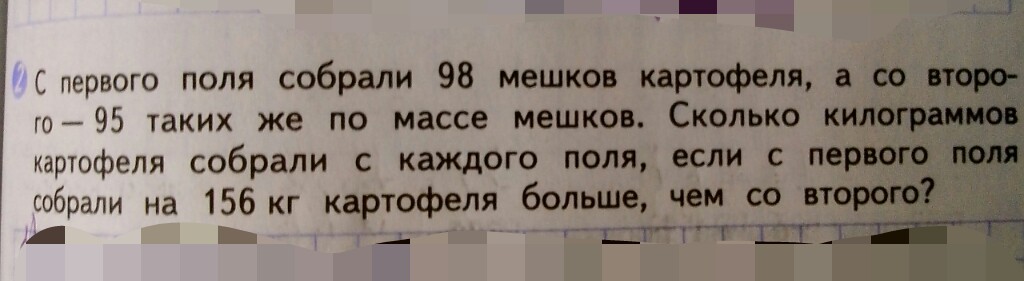 2 С первого поля собрали 98 мешков картофеля, а со второ-
го — 95 таких же по массе мешков. Сколько килограммов
картофеля собрали с каждого поля, если с первого поля
собрали на 156 кг картофеля больше, чем со второго?